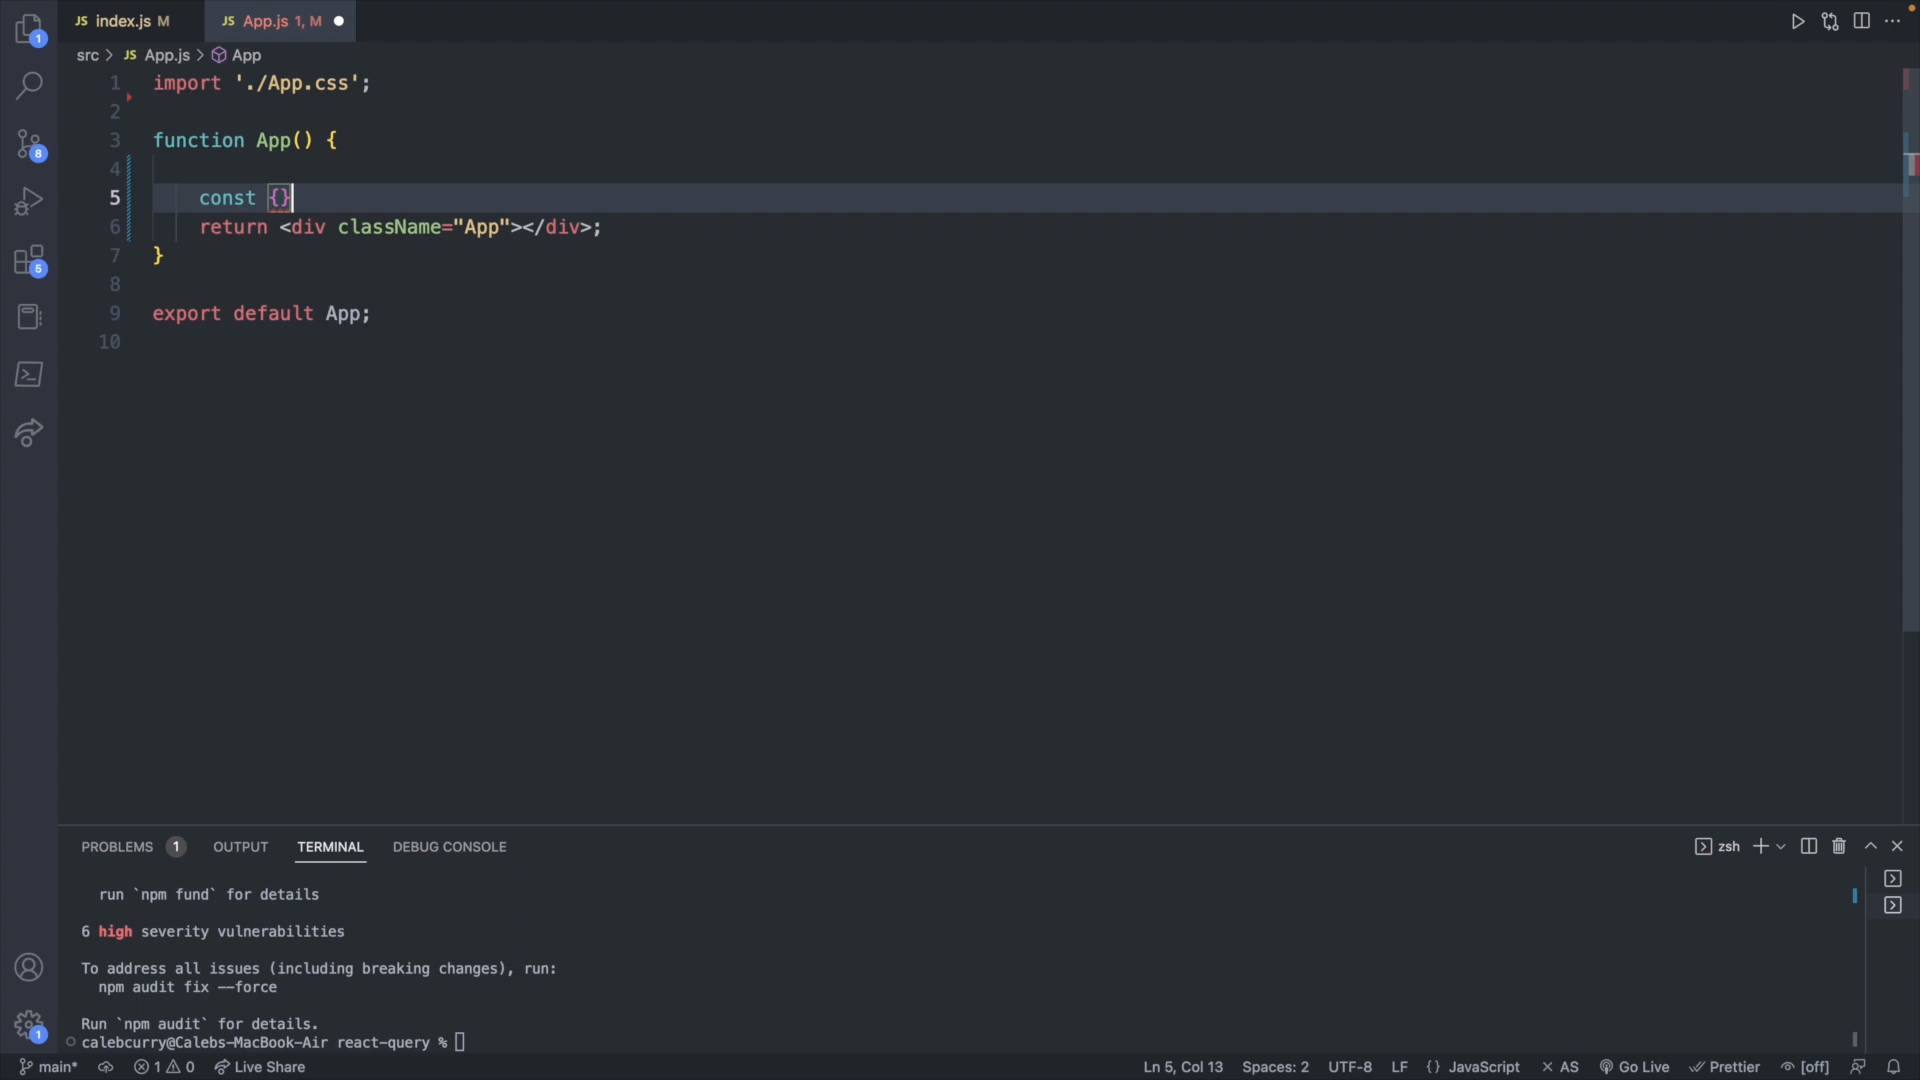 1
JS index.js M
JS App.js 1, M
src > JS App.js > App
1 import './App.css';
2
3 function App() {
4
5 const {}
6 return <div className="App"></div>;
7 }
8
9 export default App;
10
8
5
PROBLEMS 1 OUTPUT TERMINAL DEBUG CONSOLE
zsh
run `npm fund` for details
6 high severity vulnerabilities
To address all issues (including breaking changes), run:
npm audit fix --force
Run `npm audit` for details.
calebcurry@Calebs-MacBook-Air react-query %
1
main* 1 0 Live Share
Ln 5, Col 13 Spaces: 2 UTF-8 LF {} JavaScript × AS Go Live Prettier [off]